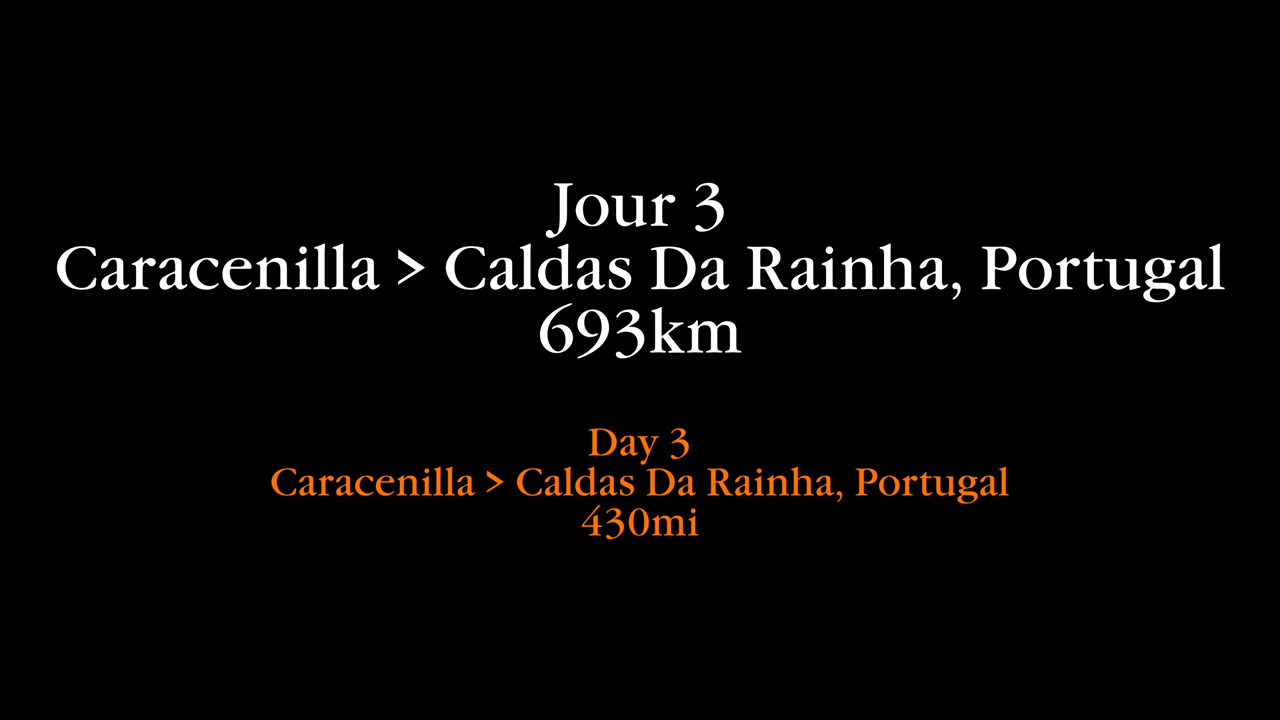 Jour 3
Caracenilla > Caldas Da Rainha, Portugal
693km
Day 3
Caracenilla > Caldas Da Rainha, Portugal
430mi